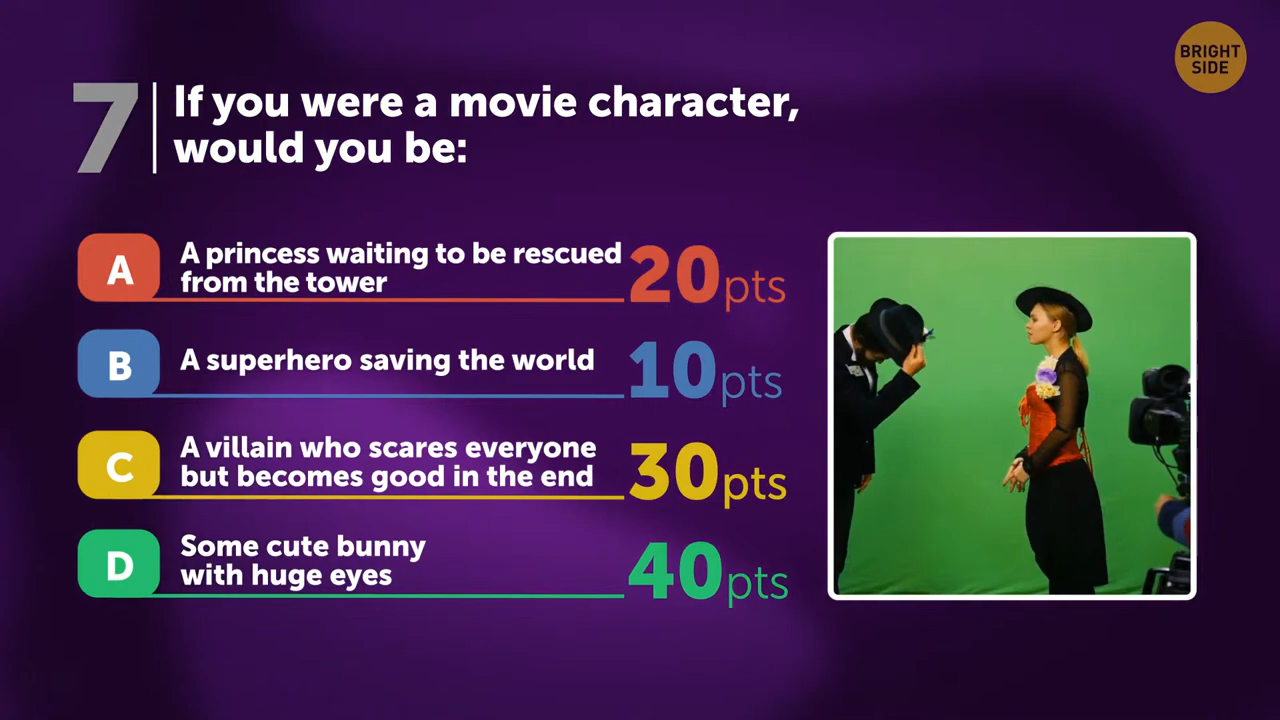 7
If you were a movie character,
would you be:
A
A princess waiting to be rescued
from the tower
20pts
B
A superhero saving the world
10pts
C
A villain who scares everyone
but becomes good in the end
30pts
D
Some cute bunny
with huge eyes
40pts
BRIGHT
SIDE